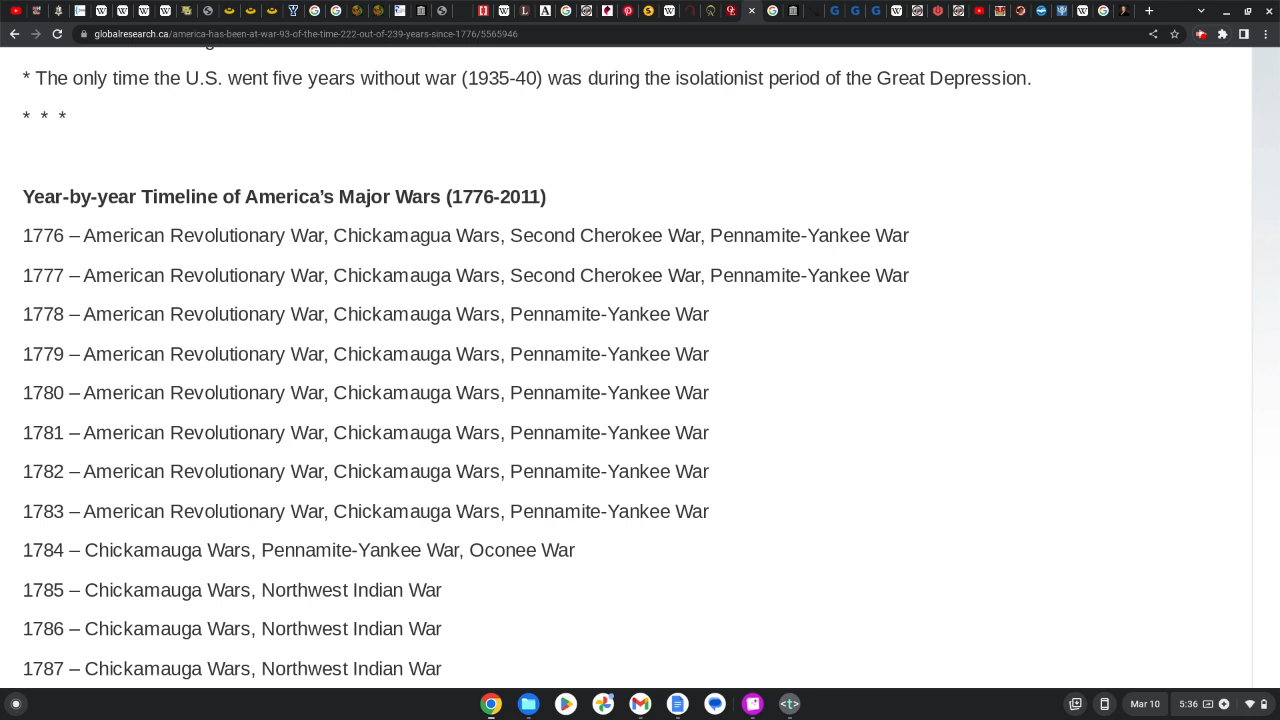 globalresearch.ca/america-has-been-at-war-93-of-the-time-222-out-of-239-years-since-1776/5565946
* The only time the U.S. went five years without war (1935-40) was during the isolationist period of the Great Depression.
* * *
Year-by-year Timeline of America’s Major Wars (1776-2011)
1776 – American Revolutionary War, Chickamagua Wars, Second Cherokee War, Pennamite-Yankee War
1777 – American Revolutionary War, Chickamauga Wars, Second Cherokee War, Pennamite-Yankee War
1778 – American Revolutionary War, Chickamauga Wars, Pennamite-Yankee War
1779 – American Revolutionary War, Chickamauga Wars, Pennamite-Yankee War
1780 – American Revolutionary War, Chickamauga Wars, Pennamite-Yankee War
1781 – American Revolutionary War, Chickamauga Wars, Pennamite-Yankee War
1782 – American Revolutionary War, Chickamauga Wars, Pennamite-Yankee War
1783 – American Revolutionary War, Chickamauga Wars, Pennamite-Yankee War
1784 – Chickamauga Wars, Pennamite-Yankee War, Oconee War
1785 – Chickamauga Wars, Northwest Indian War
1786 – Chickamauga Wars, Northwest Indian War
1787 – Chickamauga Wars, Northwest Indian War
Mar 10 5:36